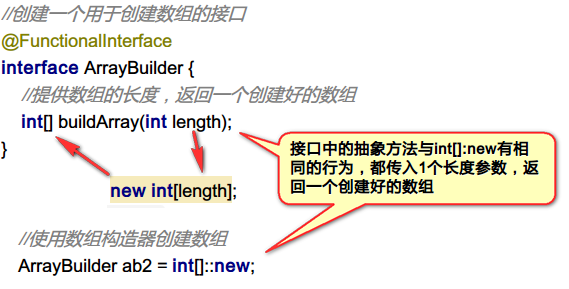 //创建一个用于创建数组的接口
@FunctionalInterface
interface ArrayBuilder {
//提供数组的长度，返回一个创建好的数组
int[] buildArray(int length);
}
接口中的抽象方法与int[]:new有相
同的行为，都传入1个长度参数，返
回一个创建好的数组
new int[length];
//使用数组构造器创建数组
ArrayBuilder ab2 = int[]::new;